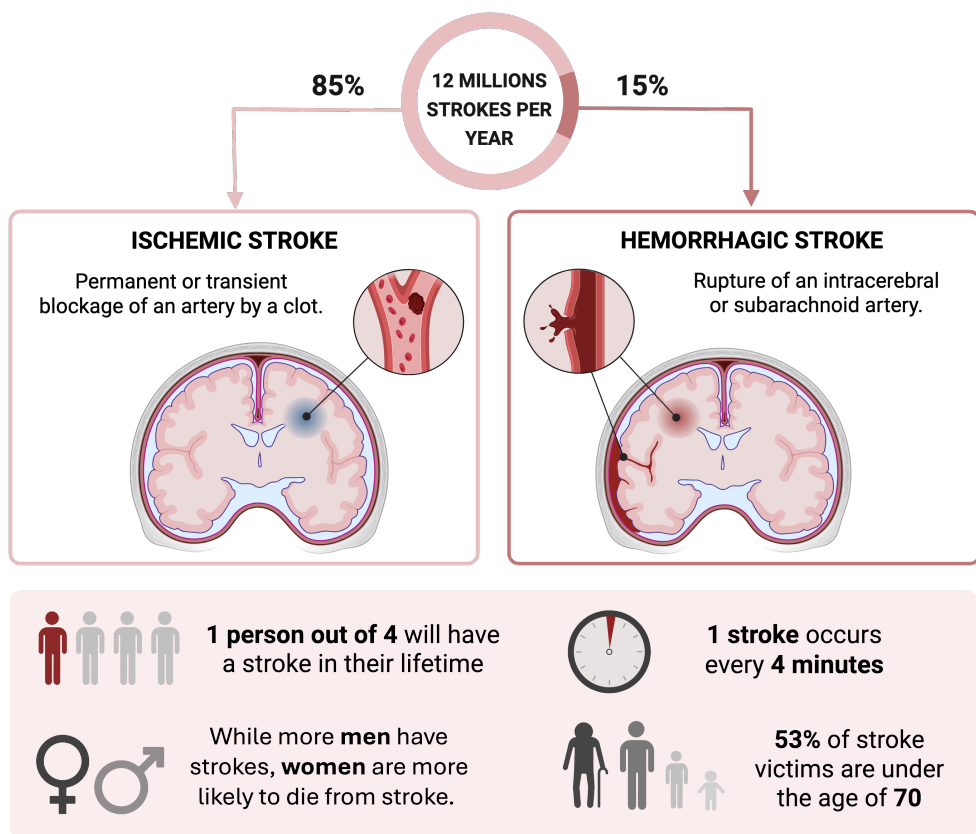 85%
12 MILLIONS
STROKES PER
YEAR
15%
ISCHEMIC STROKE
Permanent or transient
blockage of an artery by a clot.
HEMORRHAGIC STROKE
Rupture of an intracerebral
or subarachnoid artery.
1 person out of 4 will have
a stroke in their lifetime
1 stroke occurs
every 4 minutes
While more men have
strokes, women are more
likely to die from stroke.
53% of stroke
victims are under
the age of 70